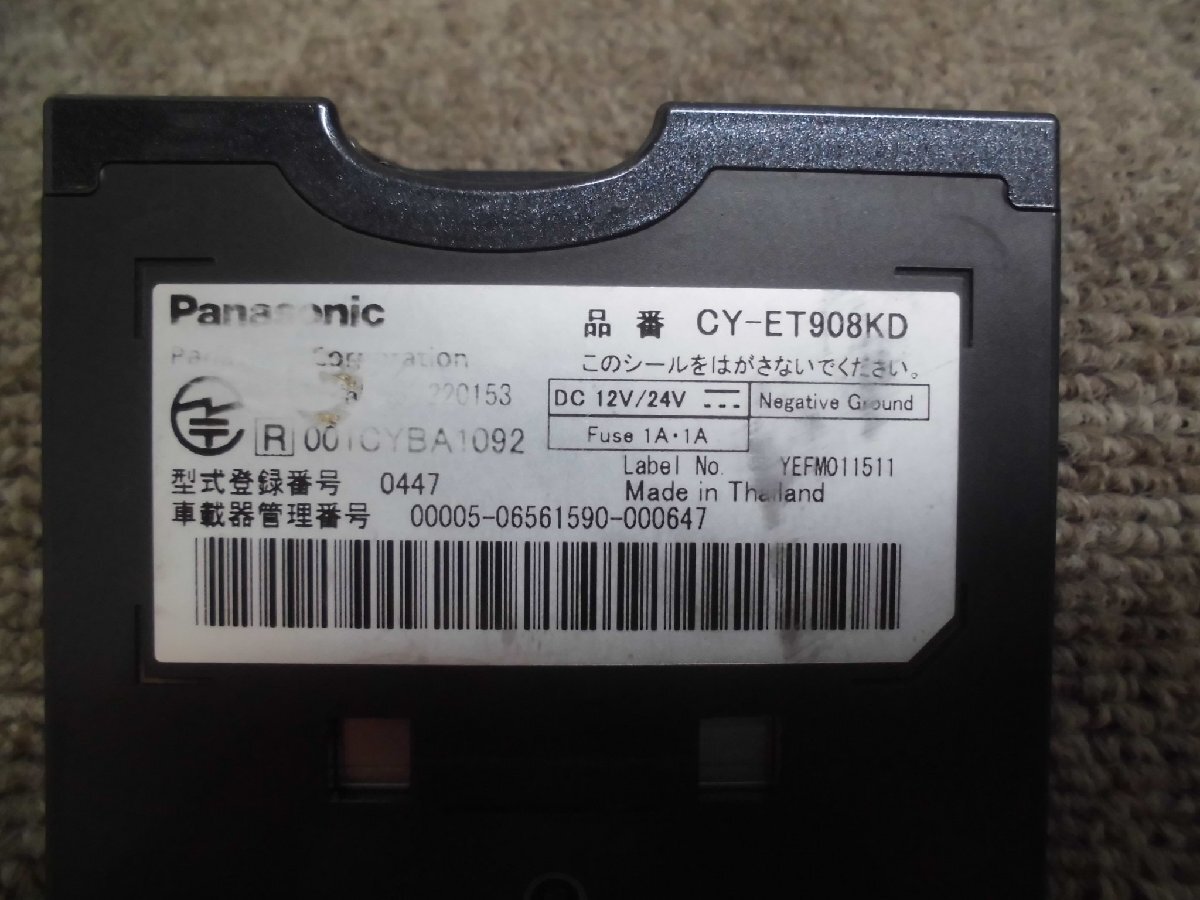 Panasonic
品番 CY-ET908KD
Corporation
このシールをはがさないでください。
220153
DC 12V/24V
Negative Ground
R 001CYBA1092
Fuse 1A・1A
Label No. YEFM011511
型式登録番号 0447
Made in Thailand
車載器管理番号 00005-06561590-000647